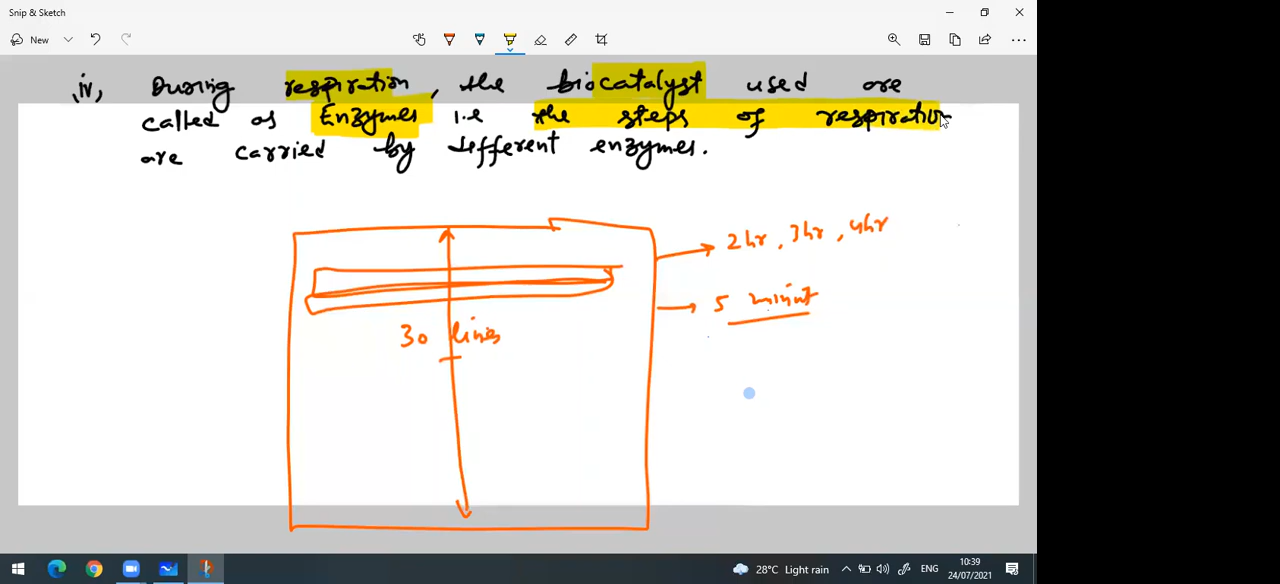 Snip & Sketch
New
iv, During respiration, the biocatalyst used are
called as Enzymes i.e the steps of respiration
are carried by different enzymes.
2hr, 3hr, 4hr
5 minut
30 lines
28°C Light rain
ENG
10:39
24/07/2021